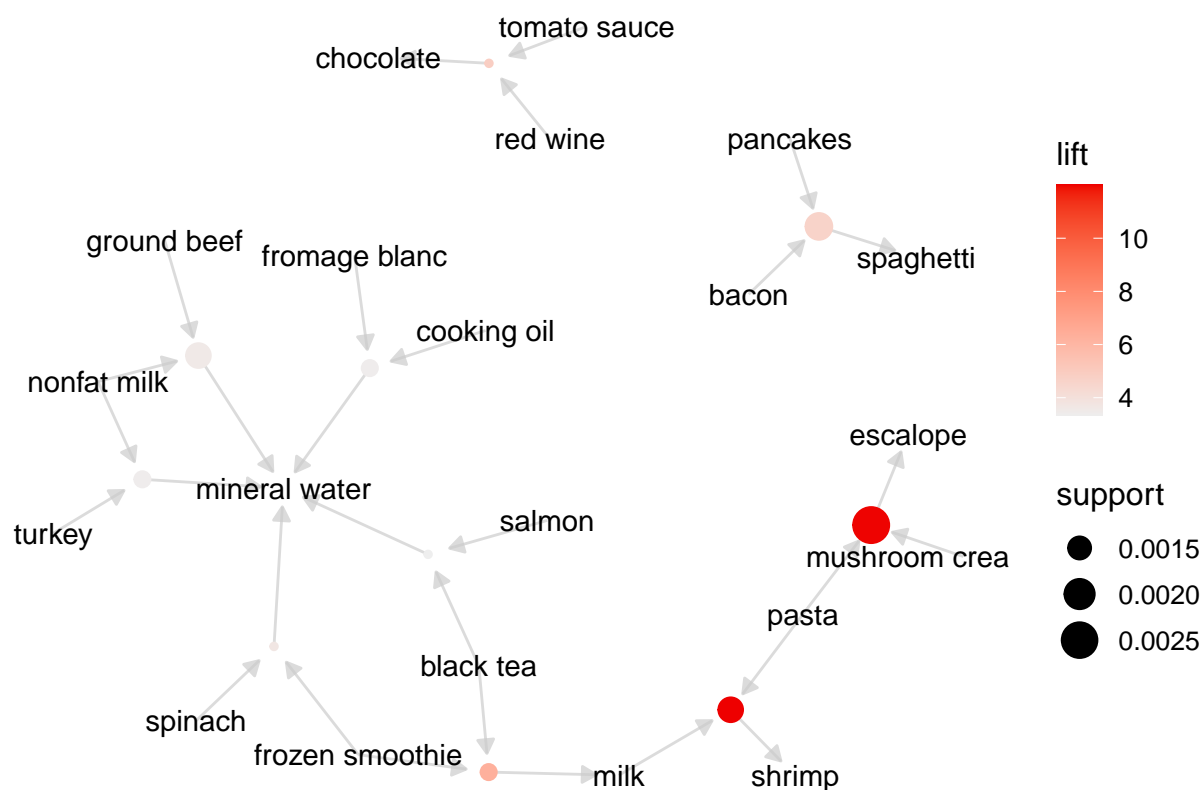 tomato sauce
chocolate
red wine
pancakes
lift
ground beef
fromage blanc
spaghetti
10
bacon
8
cooking oil
6
nonfat milk
4
escalope
mineral water
support
salmon
turkey
0.0015
mushroom crea
0.0020
pasta
0.0025
black tea
spinach
frozen smoothie
milk
shrimp